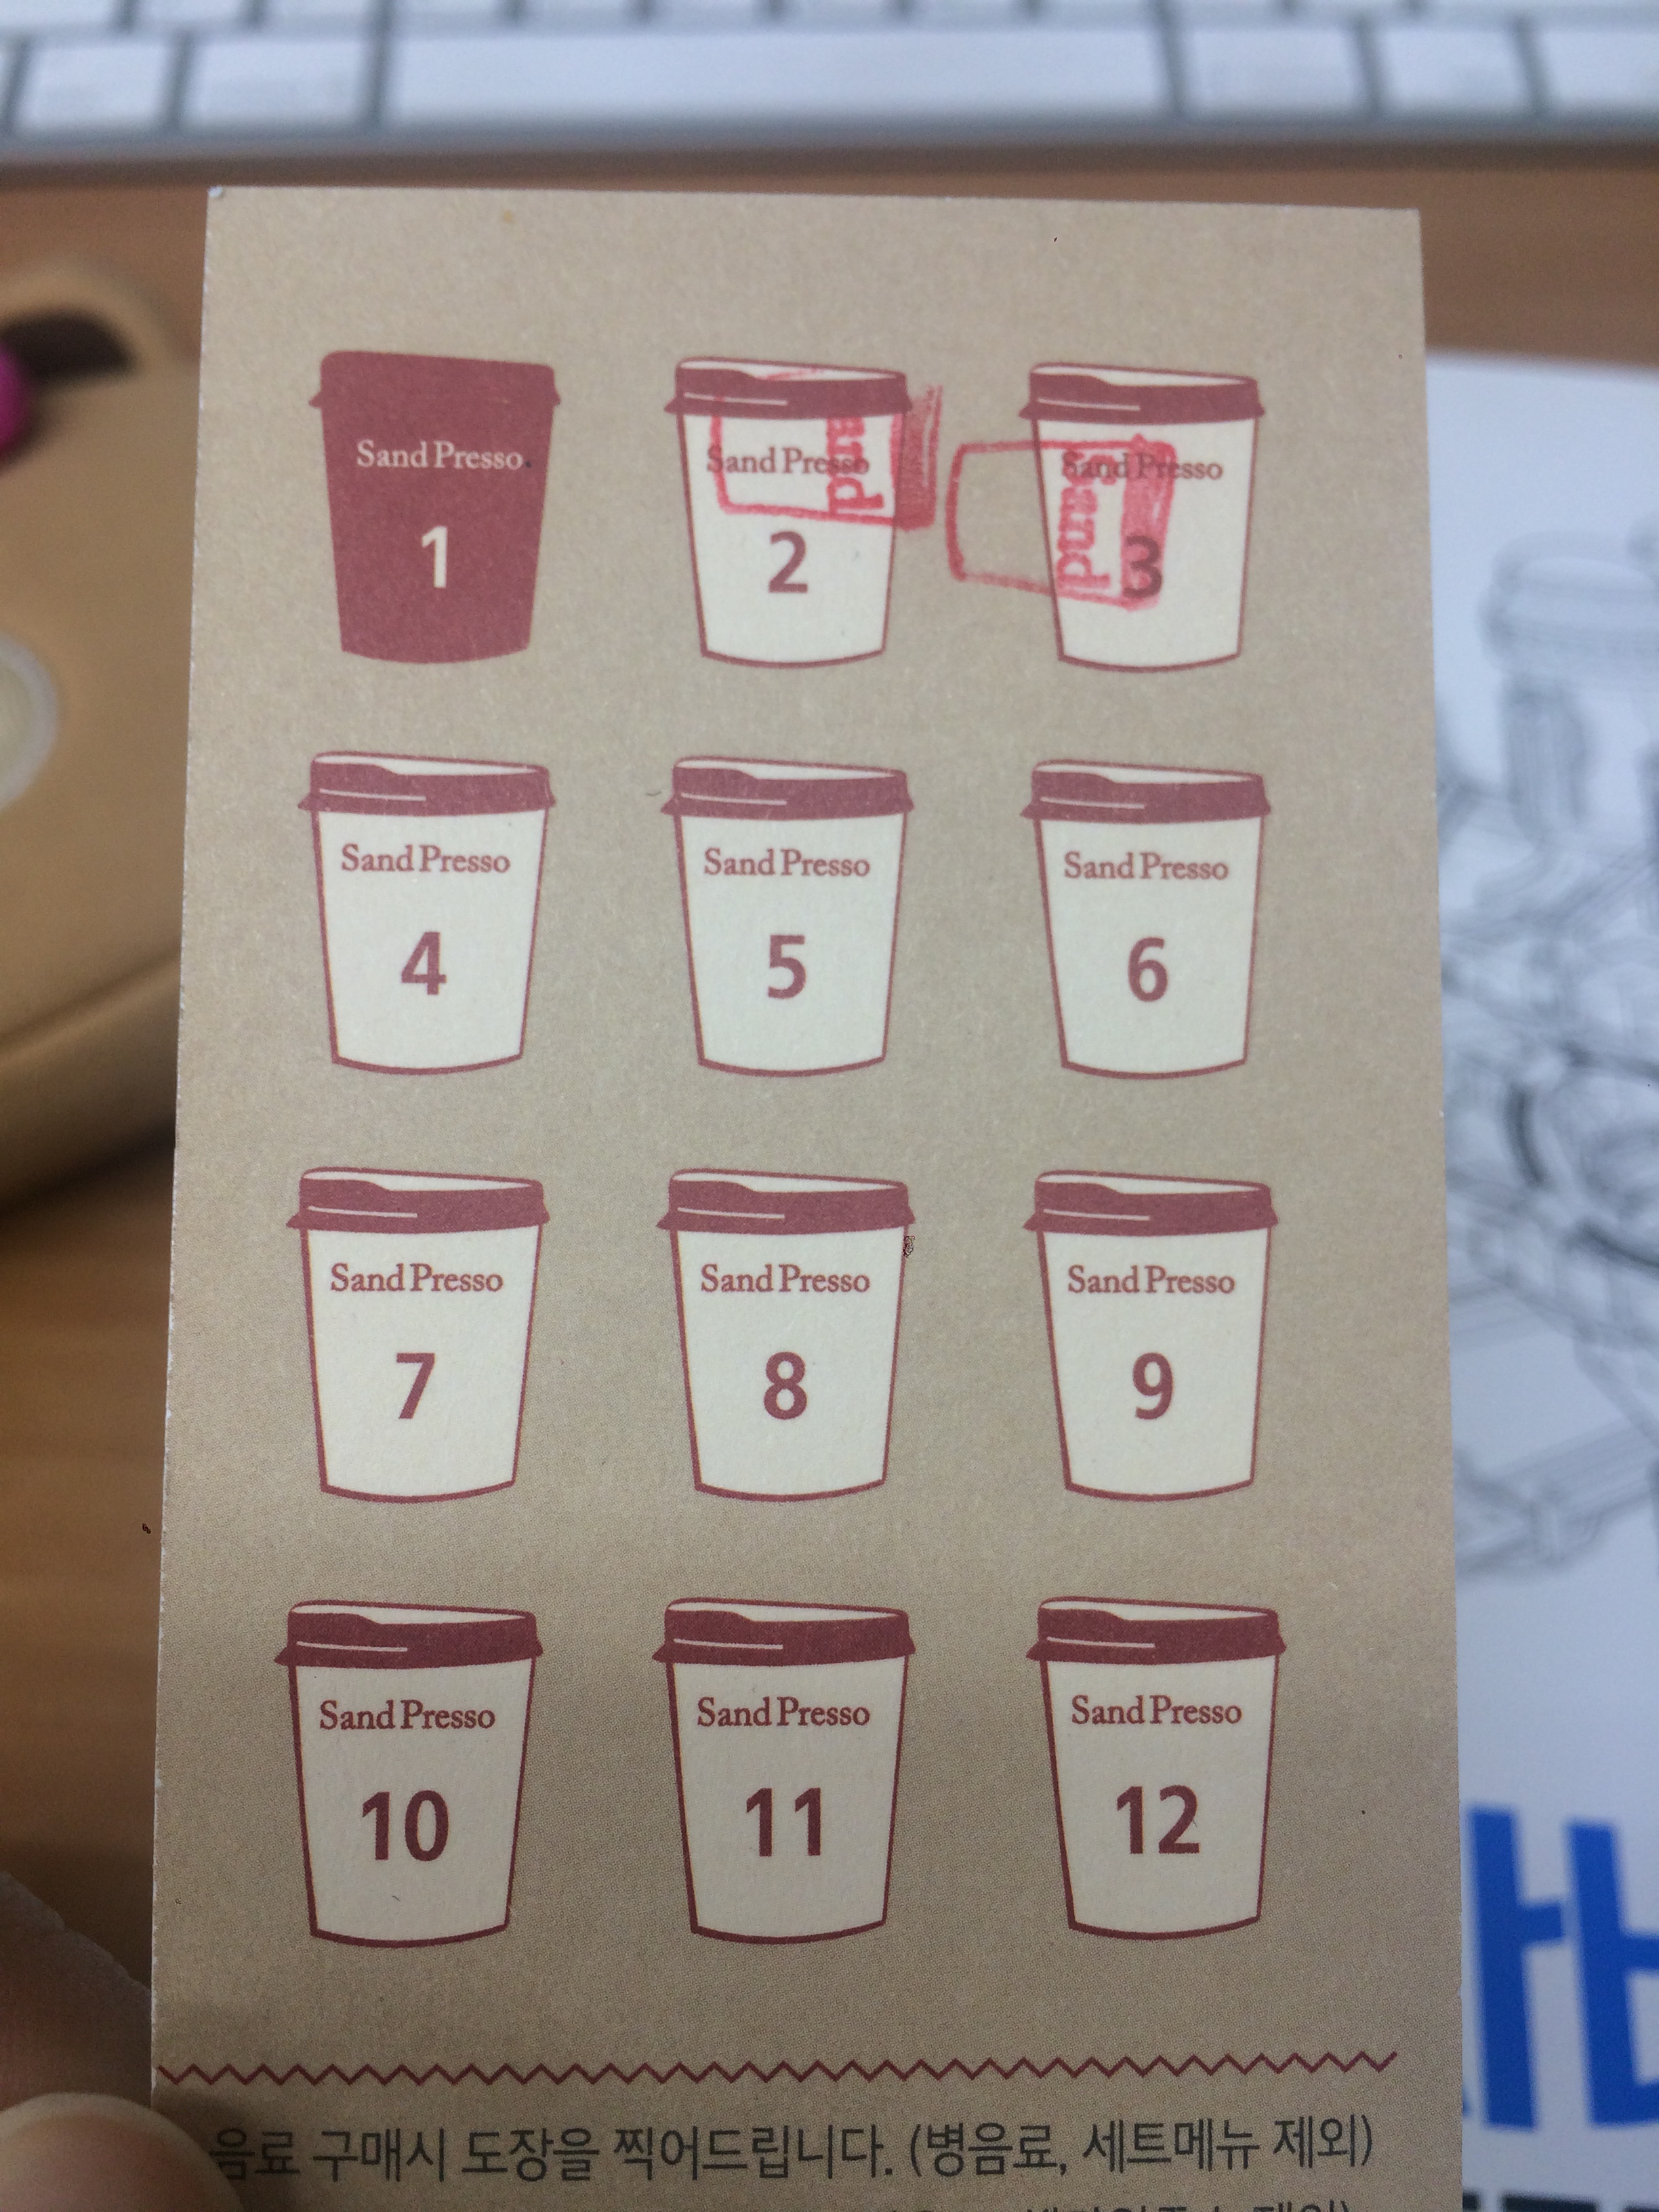 Sand Presso
1
Sand Presso
2
sand
Sand Presso
3
sand
Sand Presso
4
Sand Presso
5
Sand Presso
6
Sand Presso
7
Sand Presso
8
Sand Presso
9
Sand Presso
10
Sand Presso
11
Sand Presso
12
음료 구매시 도장을 찍어드립니다. (병음료, 세트메뉴 제외)